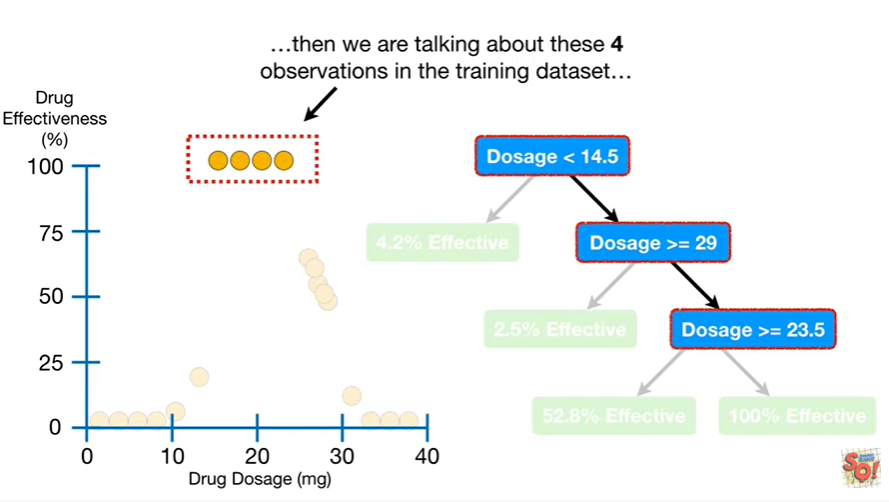 …then we are talking about these 4
observations in the training dataset…
Drug
Effectiveness
(%)
100
75
50
25
0
0
10
20
30
40
Drug Dosage (mg)
Dosage < 14.5
4.2% Effective
Dosage >= 29
2.5% Effective
Dosage >= 23.5
52.8% Effective
100% Effective
SQ!